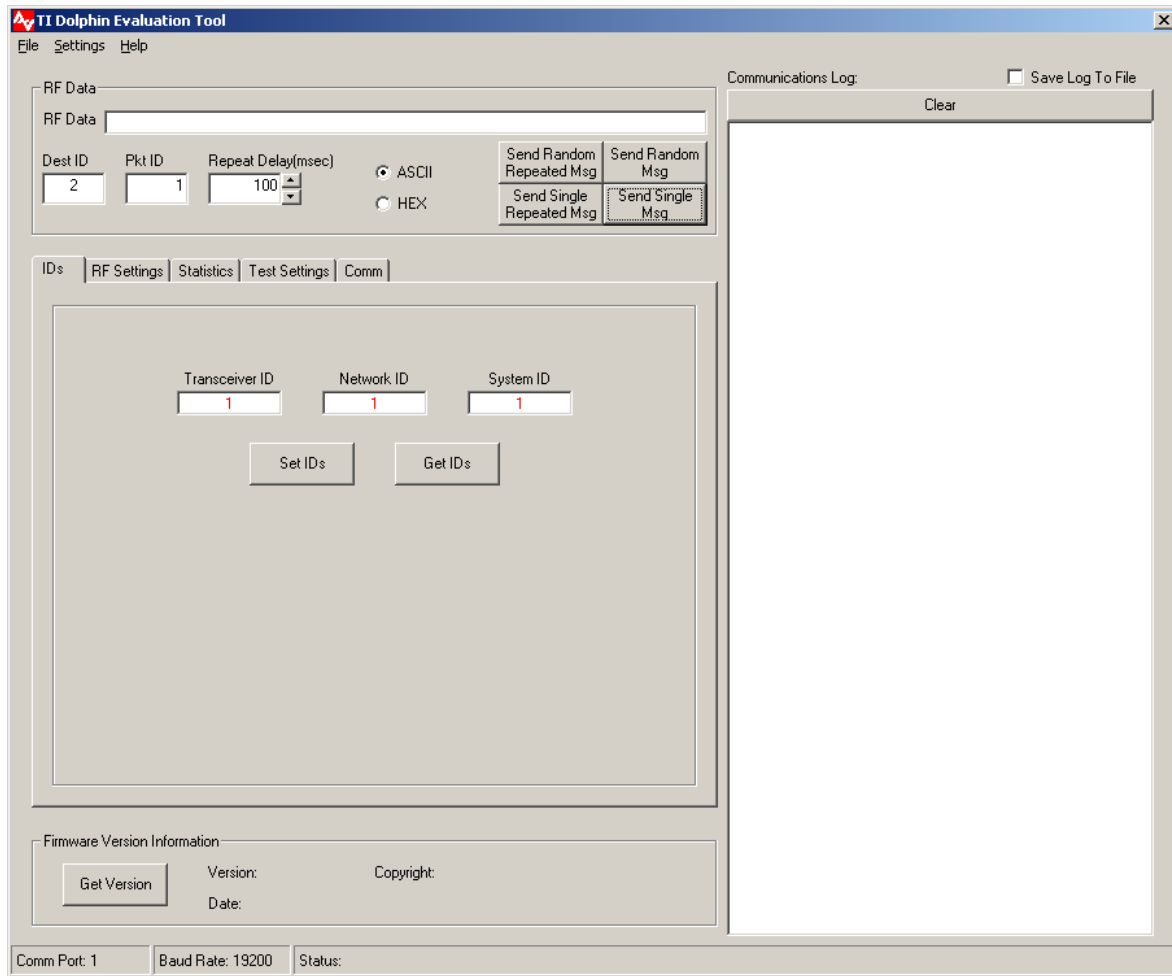 TI Dolphin Evaluation Tool
File Settings Help
RF Data
RF Data
Dest ID Pkt ID Repeat Delay(msec)
2 1 100
ASCII
HEX
Send Random Repeated Msg
Send Random Msg
Send Single Repeated Msg
Send Single Msg
IDs RF Settings Statistics Test Settings Comm
Transceiver ID Network ID System ID
1 1 1
Set IDs Get IDs
Firmware Version Information
Get Version
Version: Copyright:
Date:
Communications Log: Save Log To File
Clear
Comm Port: 1 Baud Rate: 19200 Status: